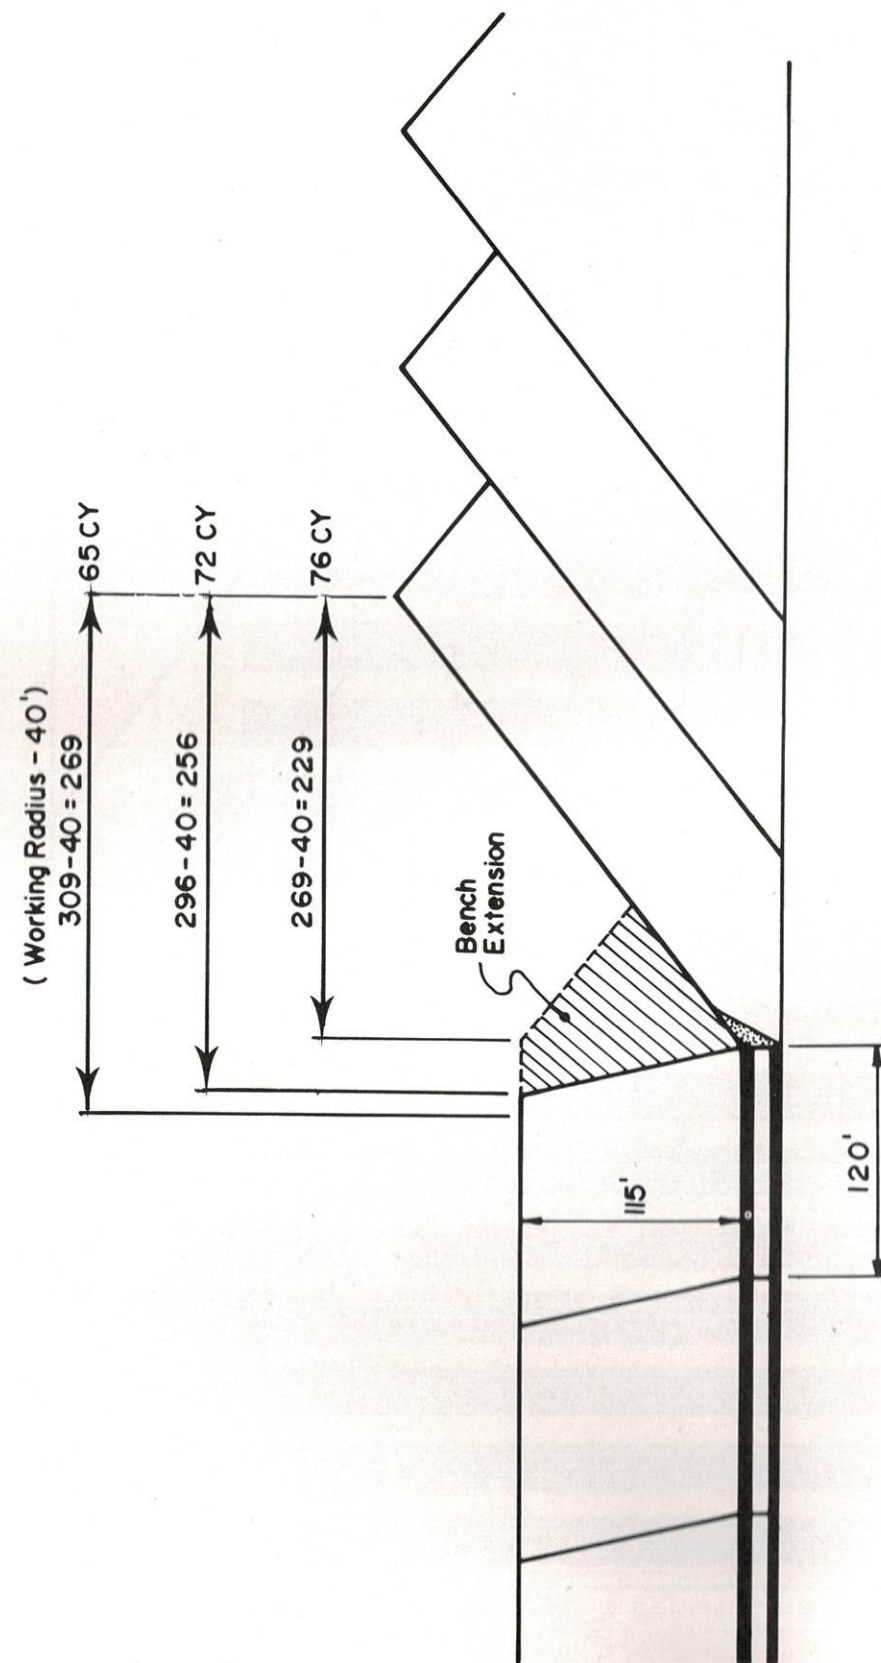 ( Working Radius - 40')
309-40 = 269
65 CY
296-40 = 256
72 CY
269-40 = 229
76 CY
Bench
Extension
115'
120'